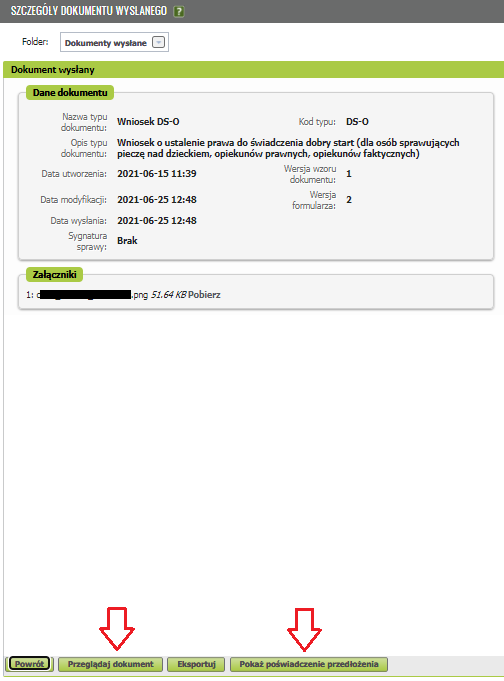 SZCZEGÓŁY DOKUMENTU WYSŁANEGO ?
Folder: Dokumenty wysłane
Dokument wysłany
Dane dokumentu
Nazwa typu dokumentu: Wniosek DS-O Kod typu: DS-O
Opis typu dokumentu: Wniosek o ustalenie prawa do świadczenia dobry start (dla osób sprawujących
pieczę nad dzieckiem, opiekunów prawnych, opiekunów faktycznych)
Data utworzenia: 2021-06-15 11:39 Wersja wzoru dokumentu: 1
Data modyfikacji: 2021-06-25 12:48 Wersja formularza: 2
Data wysłania: 2021-06-25 12:48
Sygnatura sprawy: Brak
Załączniki
1: .png 51.64 KB Pobierz
Powrót Przeglądaj dokument Eksportuj Pokaż poświadczenie przedłożenia